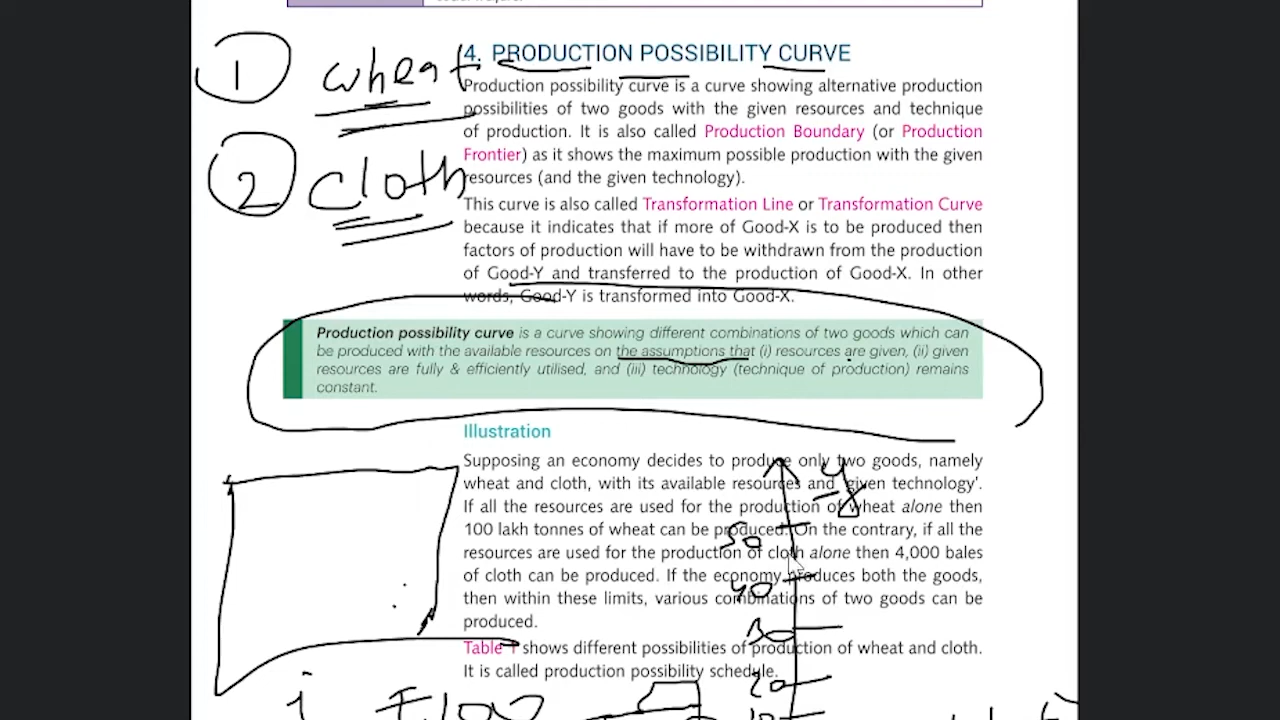 4. PRODUCTION POSSIBILITY CURVE
1 wheat
Production possibility curve is a curve showing alternative production
possibilities of two goods with the given resources and technique
of production. It is also called Production Boundary (or Production
Frontier) as it shows the maximum possible production with the given
resources (and the given technology).
2 cloth
This curve is also called Transformation Line or Transformation Curve
because it indicates that if more of Good-X is to be produced then
factors of production will have to be withdrawn from the production
of Good-Y and transferred to the production of Good-X. In other
words, Good-Y is transformed into Good-X.
Production possibility curve is a curve showing different combinations of two goods which can
be produced with the available resources on the assumptions that (i) resources are given, (ii) given
resources are fully & efficiently utilised, and (iii) technology (technique of production) remains
constant.
Illustration
Supposing an economy decides to produce only two goods, namely
wheat and cloth, with its available resources and 'given technology'.
If all the resources are used for the production of wheat alone then
100 lakh tonnes of wheat can be produced. On the contrary, if all the
resources are used for the production of cloth alone then 4,000 bales
of cloth can be produced. If the economy produces both the goods,
then within these limits, various combinations of two goods can be
produced.
Table 1 shows different possibilities of production of wheat and cloth.
It is called production possibility schedule.
y
50
40
30
20
10